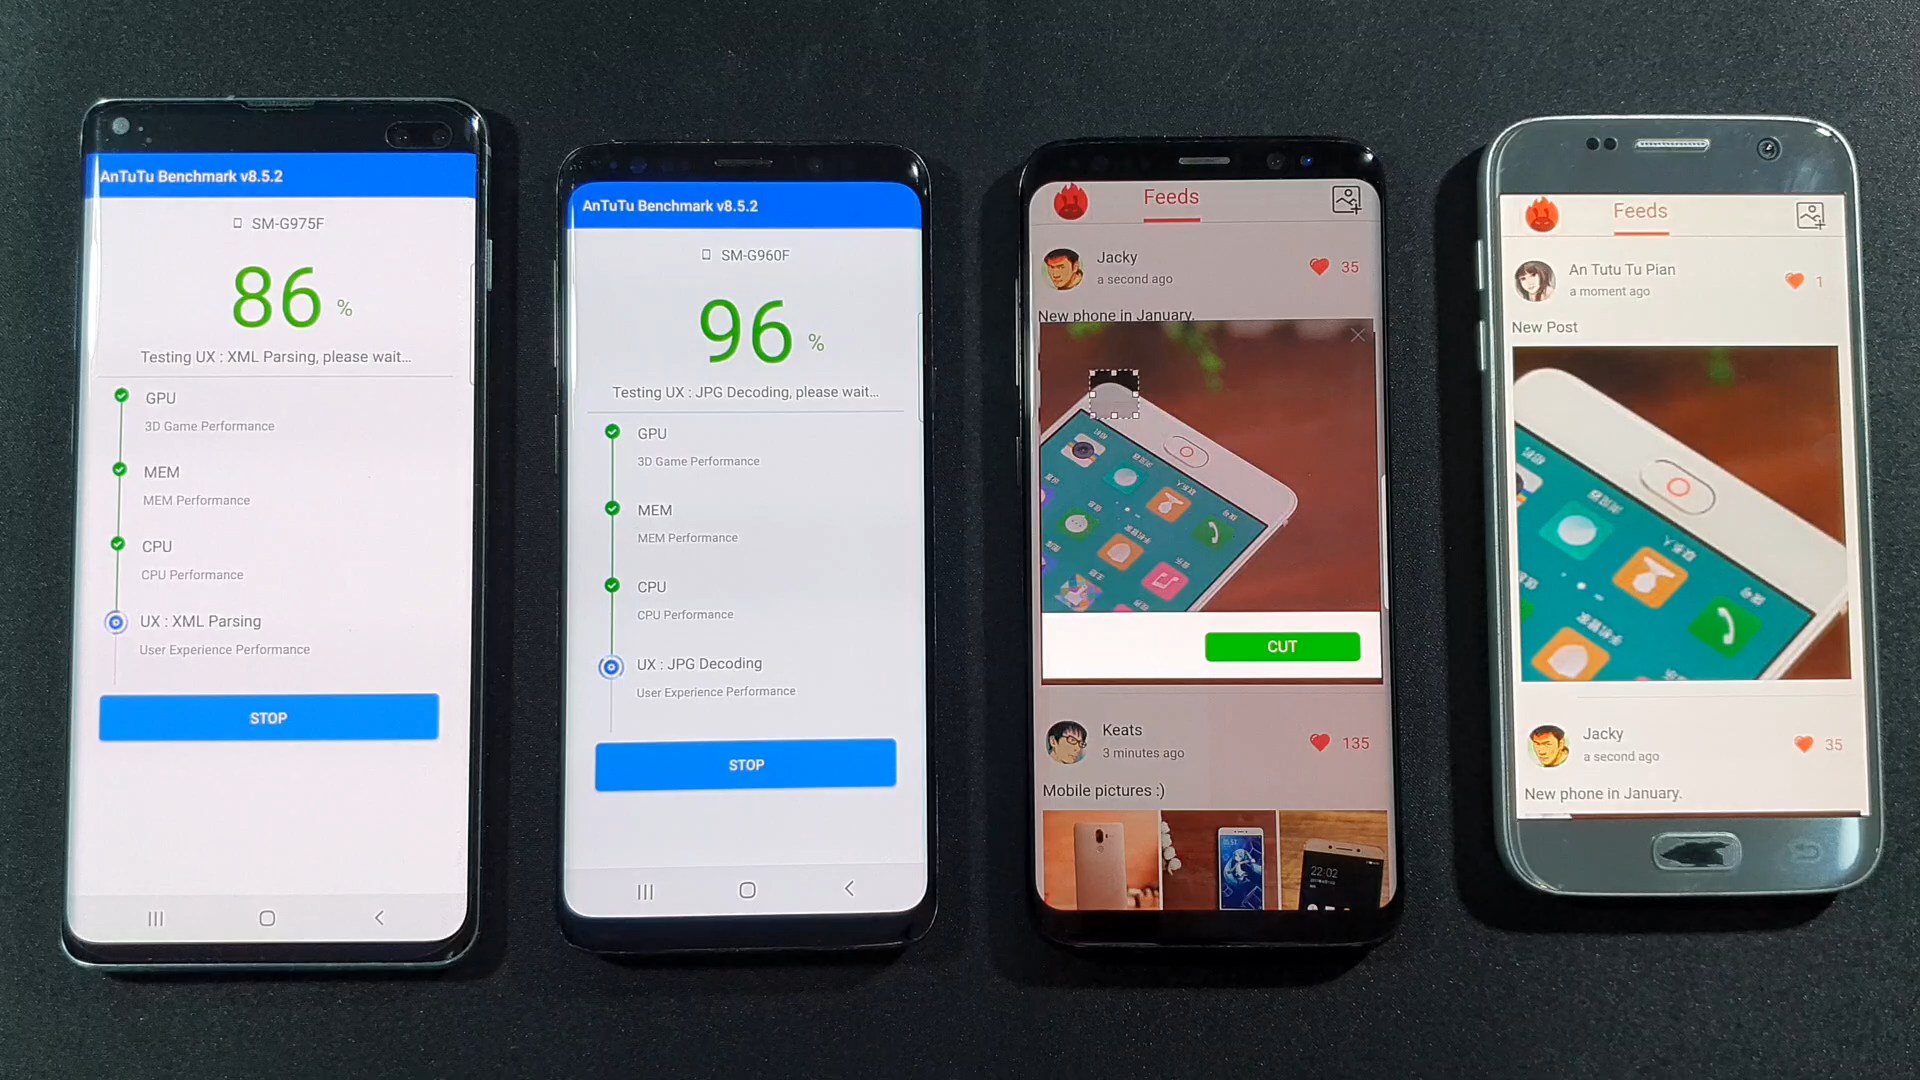 AnTuTu Benchmark v8.5.2
SM-G975F
86 %
Testing UX : XML Parsing, please wait...
GPU
3D Game Performance
MEM
MEM Performance
CPU
CPU Performance
UX : XML Parsing
User Experience Performance
STOP
AnTuTu Benchmark v8.5.2
SM-G960F
96 %
Testing UX : JPG Decoding, please wait...
GPU
3D Game Performance
MEM
MEM Performance
CPU
CPU Performance
UX : JPG Decoding
User Experience Performance
STOP
Feeds
Jacky
35
a second ago
New phone in January.
CUT
Keats
135
3 minutes ago
Mobile pictures :)
22:02
Feeds
An Tutu Tu Pian
1
a moment ago
New Post
Jacky
35
a second ago
New phone in January.